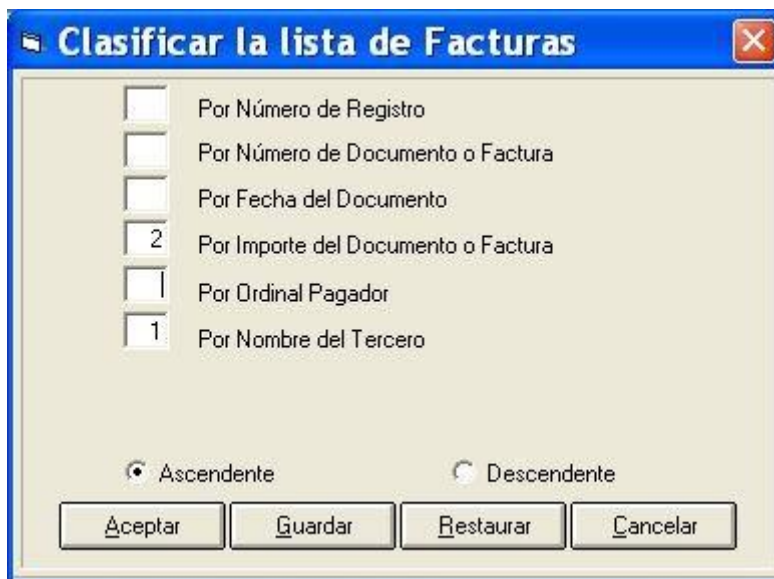 Clasificar la lista de Facturas
Por Número de Registro
Por Número de Documento o Factura
Por Fecha del Documento
2 Por Importe del Documento o Factura
Por Ordinal Pagador
1 Por Nombre del Tercero
Ascendente Descendente
Aceptar Guardar Restaurar Cancelar